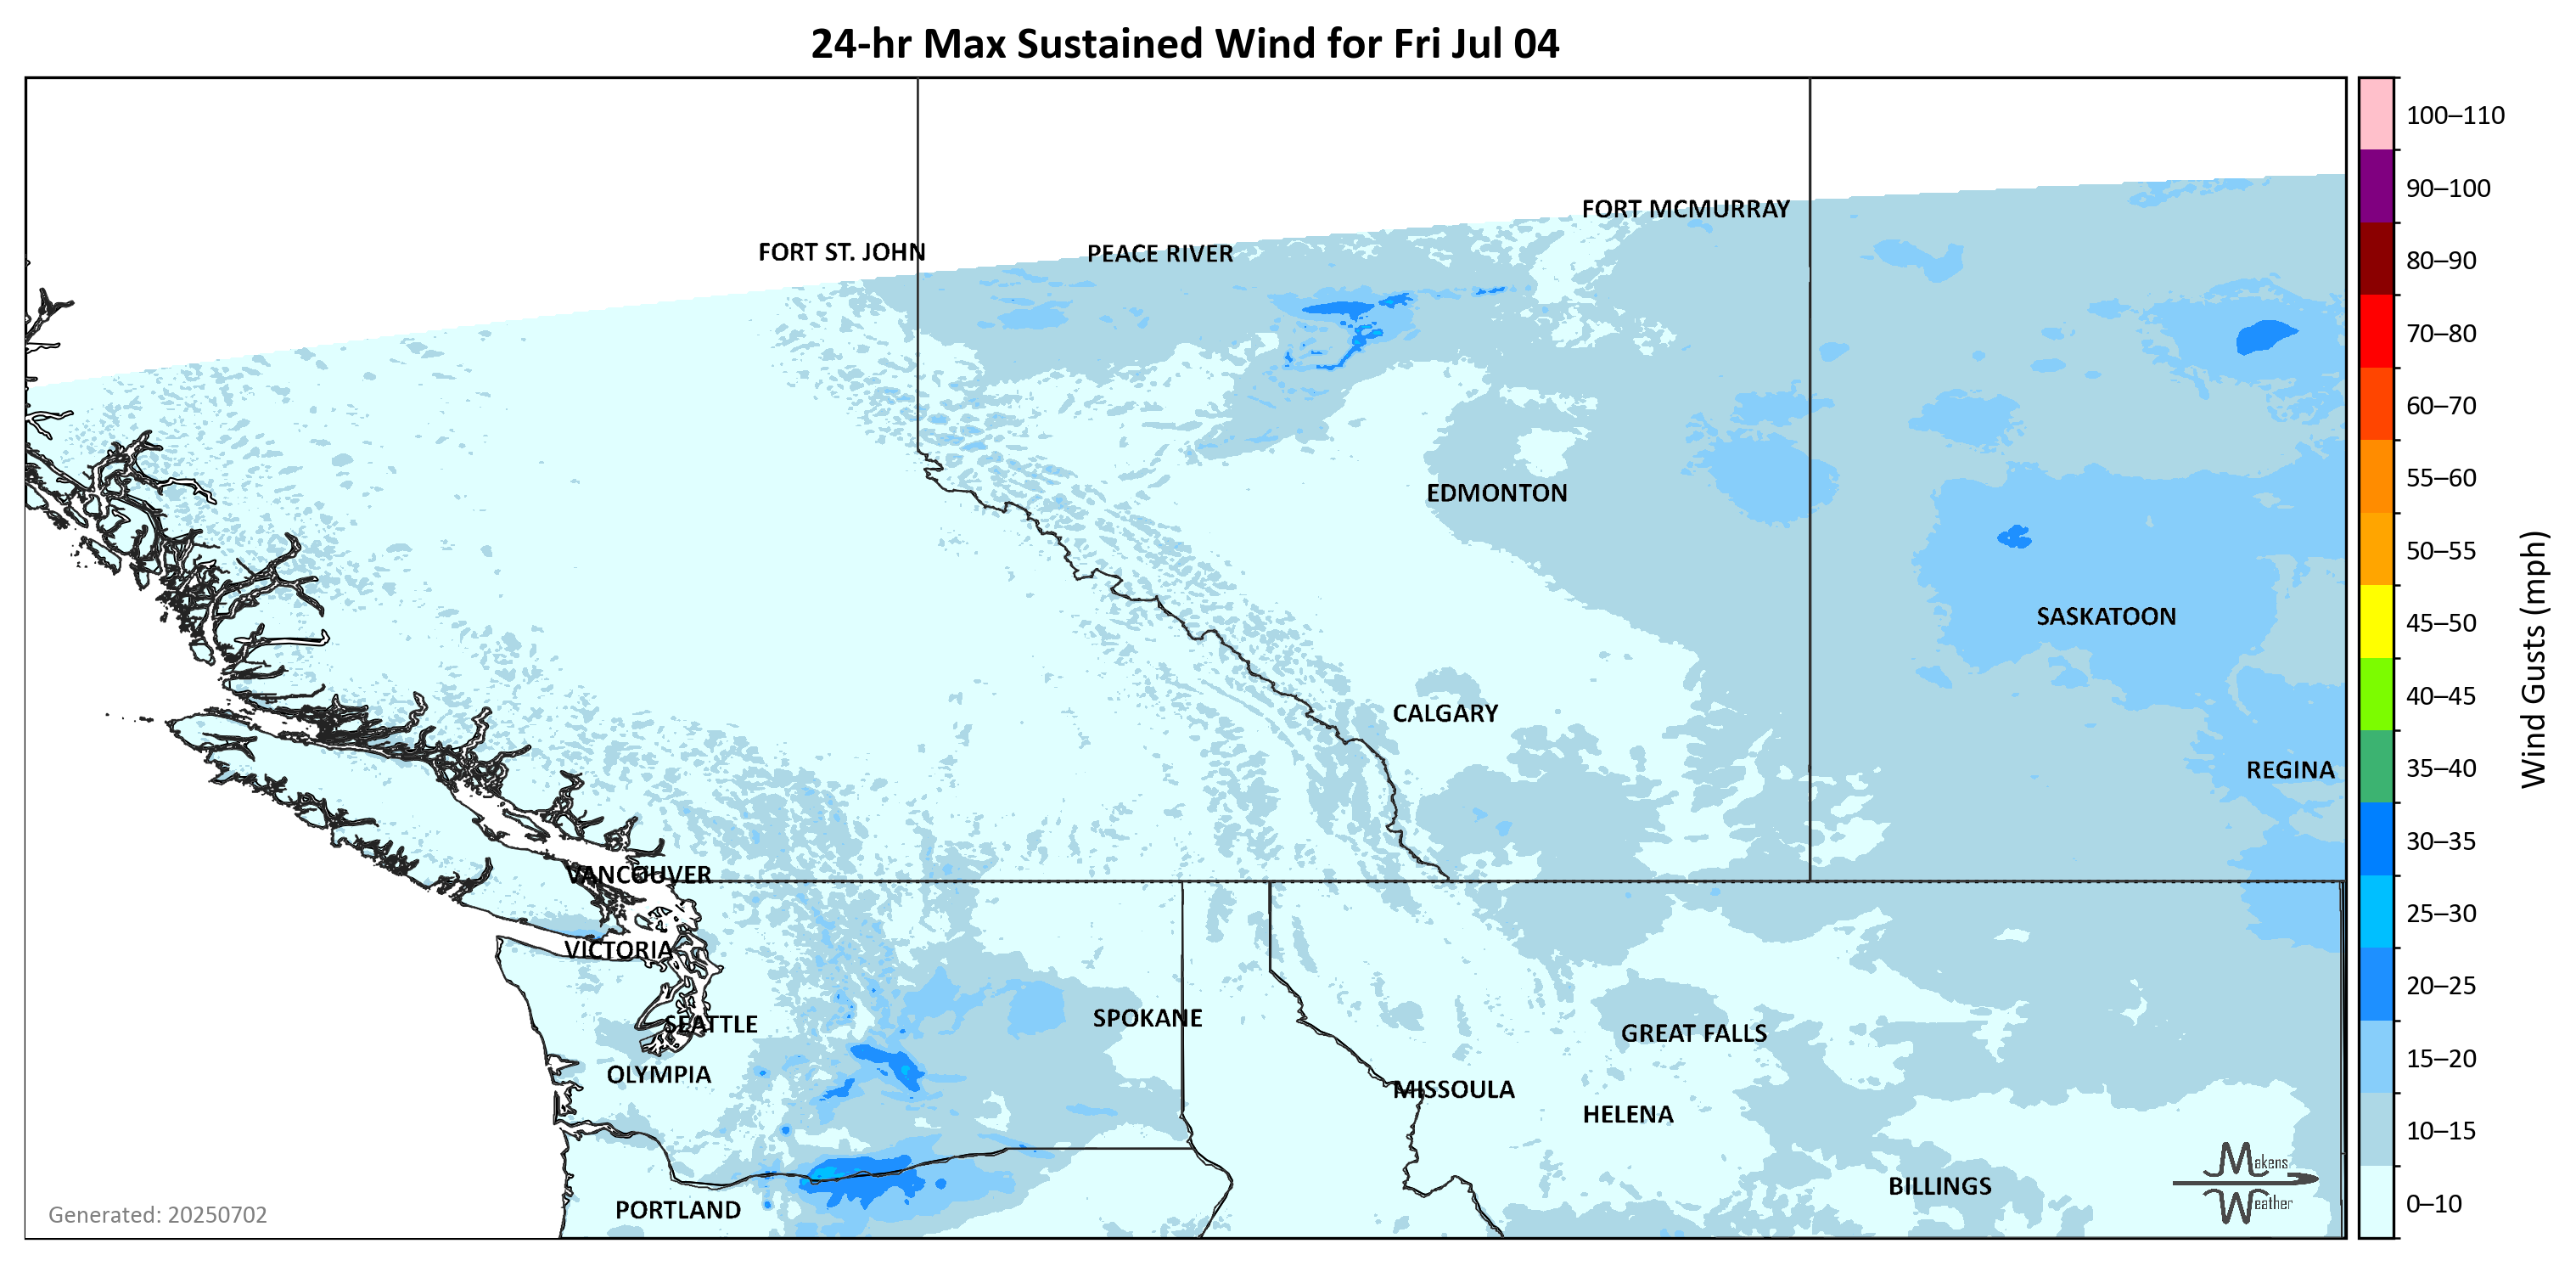 24-hr Max Sustained Wind for Fri Jul 04
100–110
90–100
80–90
70–80
60–70
55–60
50–55
45–50
40–45
35–40
30–35
25–30
20–25
15–20
10–15
0–10
Wind Gusts (mph)
FORT MCMURRAY
FORT ST. JOHN
PEACE RIVER
EDMONTON
SASKATOON
CALGARY
REGINA
VANCOUVER
VICTORIA
SEATTLE
SPOKANE
GREAT FALLS
OLYMPIA
MISSOULA
HELENA
BILLINGS
PORTLAND
Makens
Weather
Generated: 20250702